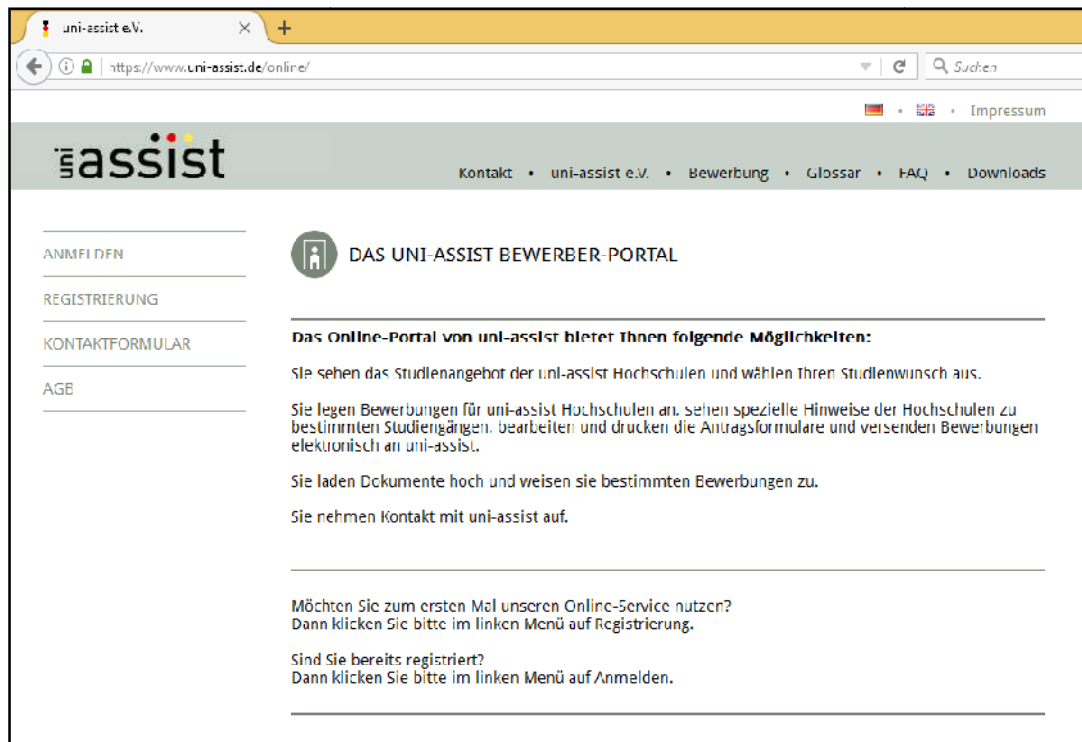 uni-assist e.V.
https://www.uni-assist.de/online/
Suchen
Impressum
uni assist
Kontakt • uni-assist e.V. • Bewerbung • Glossar • FAQ • Downloads
ANMELDEN
REGISTRIERUNG
KONTAKTFORMULAR
AGB
DAS UNI-ASSIST BEWERBER-PORTAL
Das Online-Portal von uni-assist bietet Ihnen folgende Möglichkeiten:
Sie sehen das Studienangebot der uni-assist Hochschulen und wählen Ihren Studienwunsch aus.
Sie legen Bewerbungen für uni-assist Hochschulen an, sehen spezielle Hinweise der Hochschulen zu
bestimmten Studiengängen, bearbeiten und drucken die Antragsformulare und versenden Bewerbungen
elektronisch an uni-assist.
Sie laden Dokumente hoch und weisen sie bestimmten Bewerbungen zu.
Sie nehmen Kontakt mit uni-assist auf.
Möchten Sie zum ersten Mal unseren Online-Service nutzen?
Dann klicken Sie bitte im linken Menü auf Registrierung.
Sind Sie bereits registriert?
Dann klicken Sie bitte im linken Menü auf Anmelden.